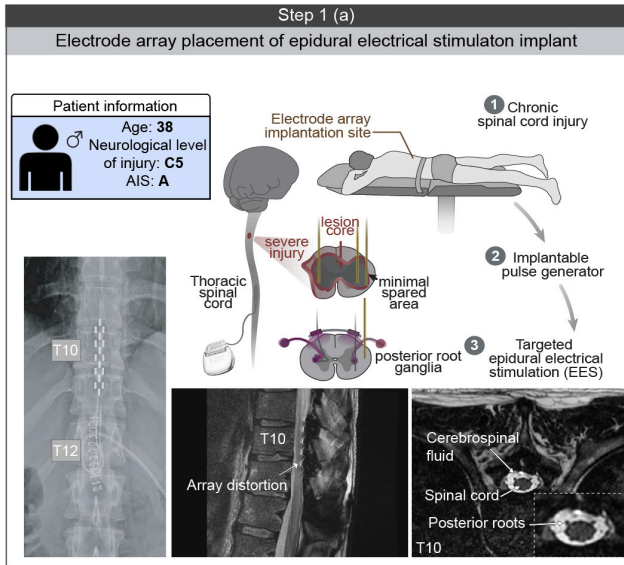 Step 1 (a)
Electrode array placement of epidural electrical stimulaton implant
Patient information
Age: 38
Neurological level
of injury: C5
AIS: A
Electrode array
implantation site
1 Chronic
spinal cord injury
lesion
core
severe
injury
2 Implantable
pulse generator
Thoracic
spinal
cord
minimal
spared
area
3 Targeted
epidural electrical
stimulation (EES)
posterior root
ganglia
T10
T12
T10
Array distortion
Cerebrospinal
fluid
Spinal cord
Posterior roots
T10